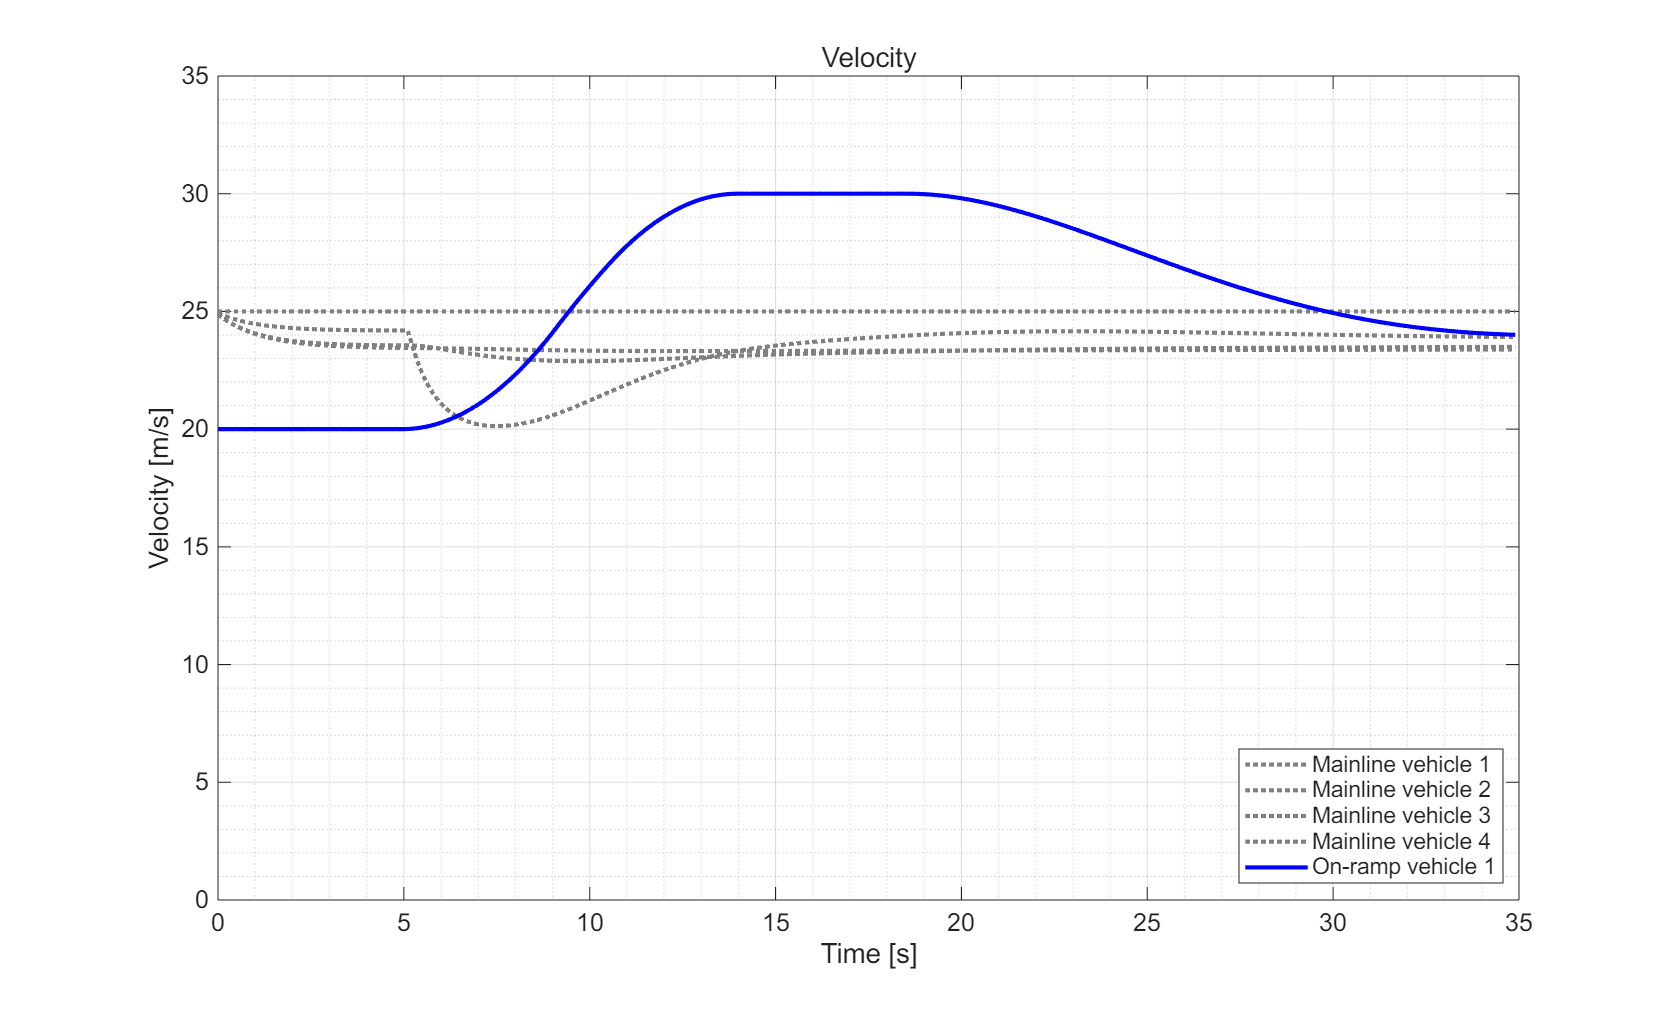 Velocity
35
30
25
20
15
10
5
0
Velocity [m/s]
0 5 10 15 20 25 30 35
Time [s]
Mainline vehicle 1
Mainline vehicle 2
Mainline vehicle 3
Mainline vehicle 4
On-ramp vehicle 1